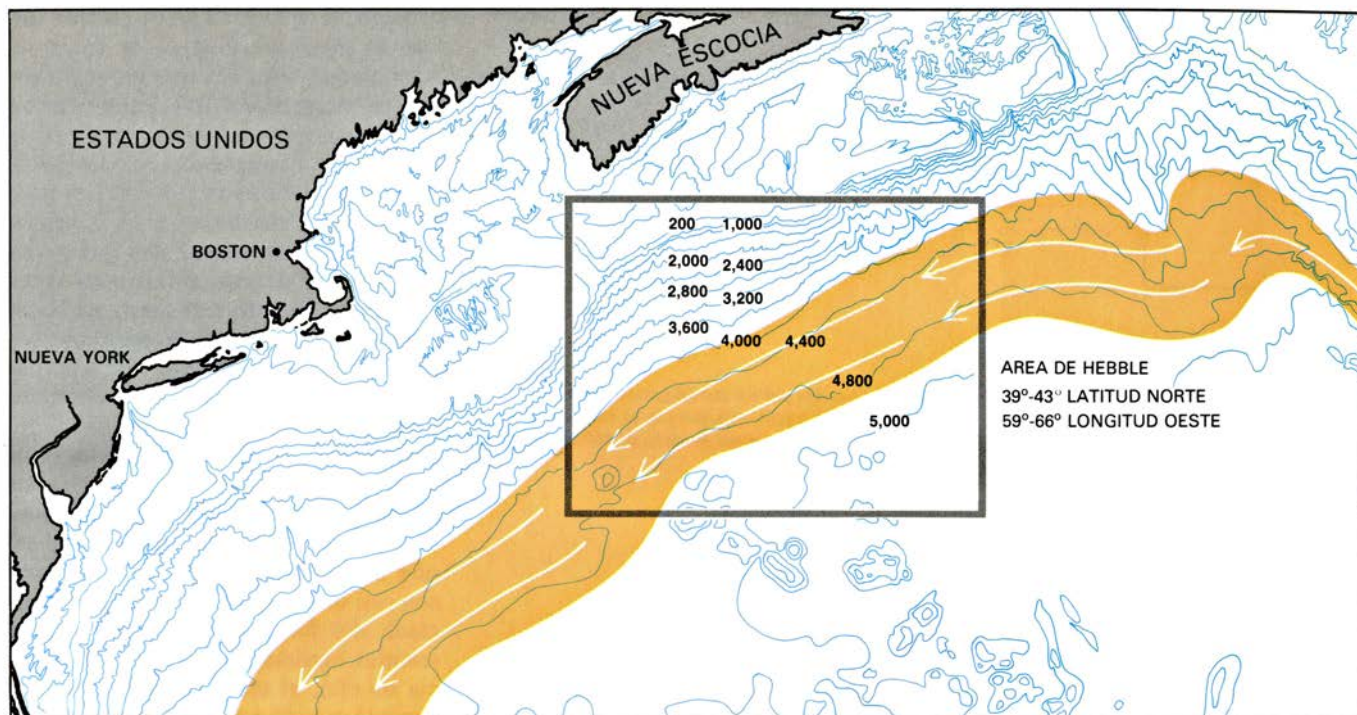 NUEVA ESCOCIA
ESTADOS UNIDOS
BOSTON
NUEVA YORK
200 1,000
2,000 2,400
2,800 3,200
3,600 4,000 4,400
4,800
5,000
AREA DE HEBBLE
39º-43º LATITUD NORTE
59º-66º LONGITUD OESTE